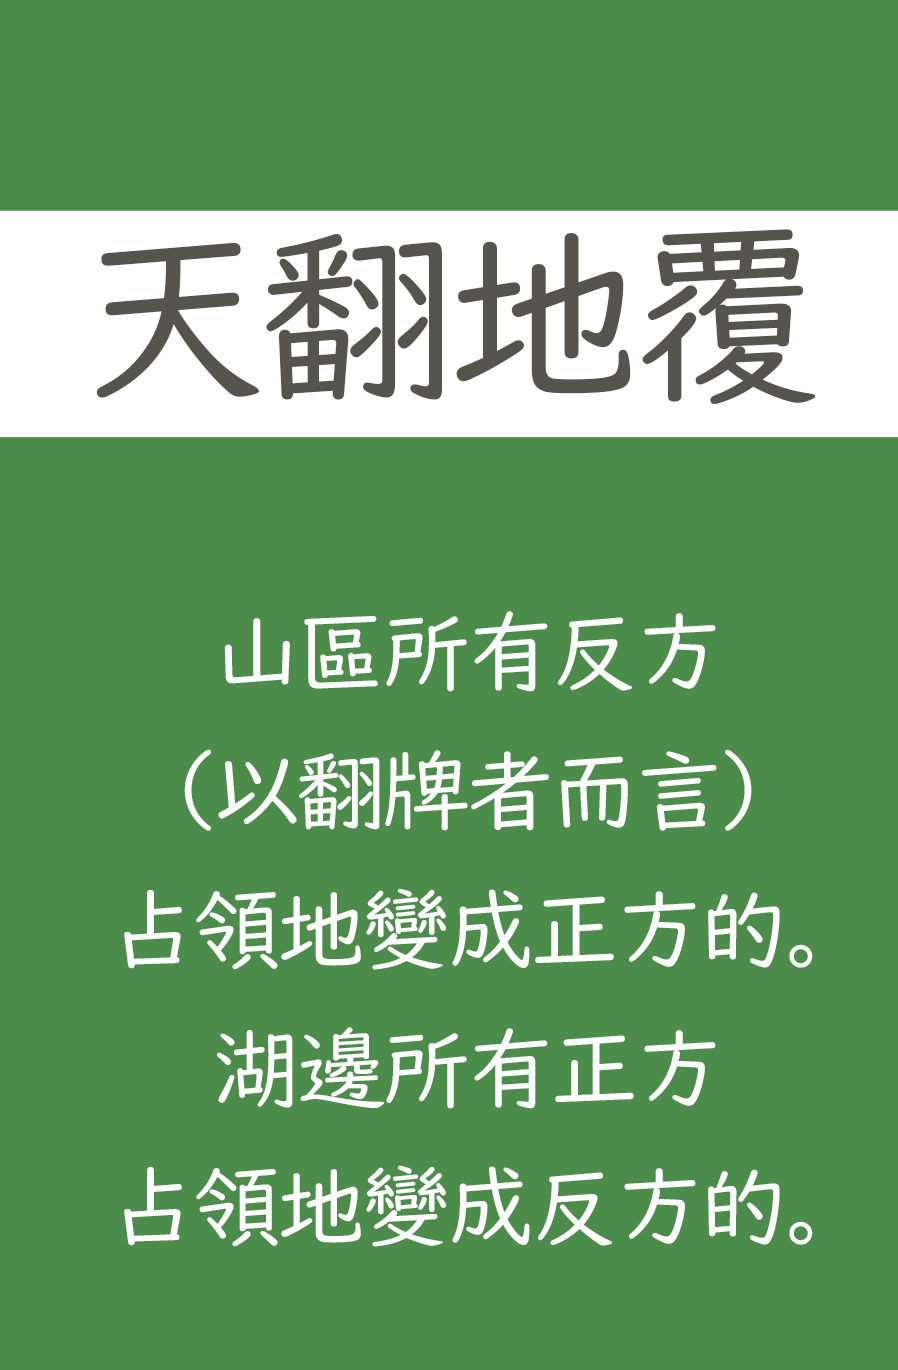 天翻地覆
山區所有反方
（以翻牌者而言）
占領地變成正方的。
湖邊所有正方
占領地變成反方的。